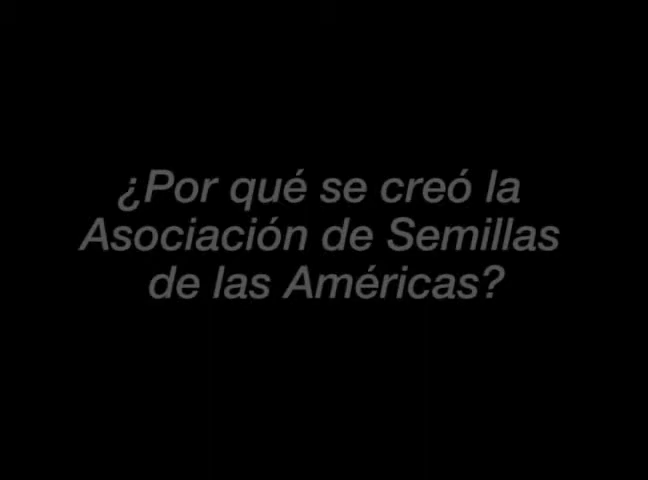 ¿Por qué se creó la
Asociación de Semillas
de las Américas?